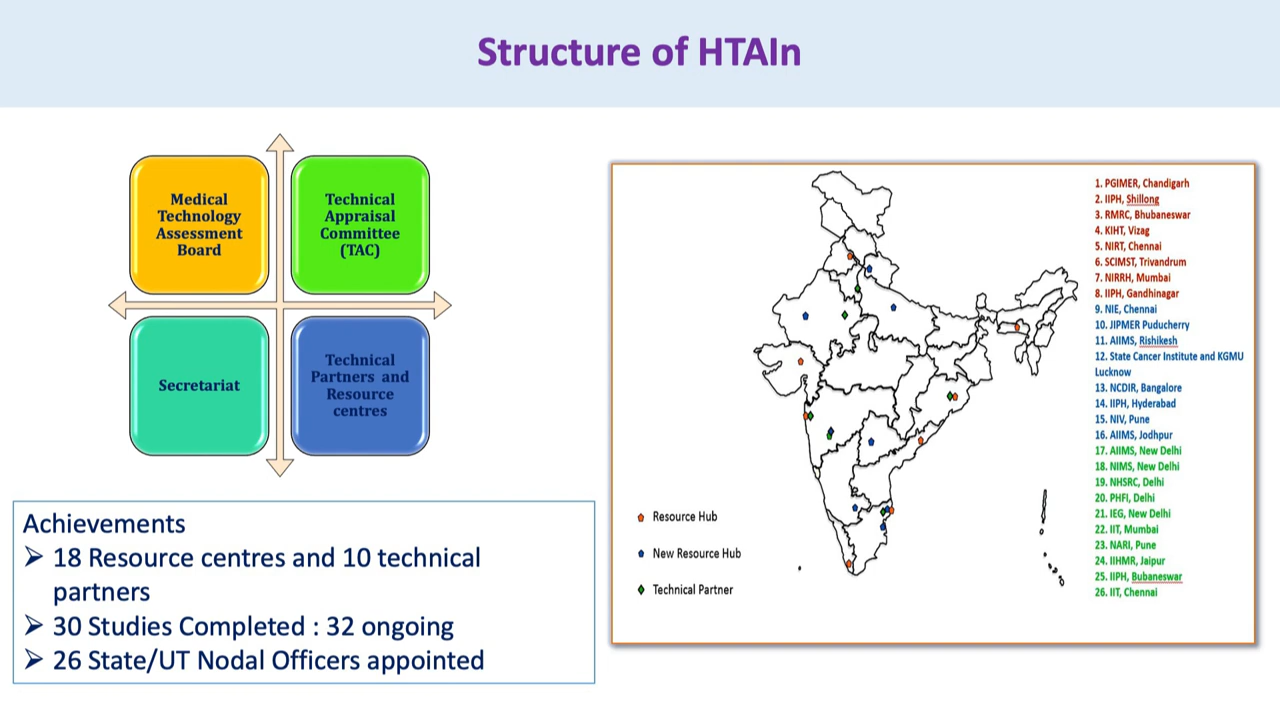 Structure of HTAIn
Medical
Technology
Assessment
Board
Technical
Appraisal
Committee
(TAC)
Secretariat
Technical
Partners and
Resource
centres
Achievements
➢ 18 Resource centres and 10 technical
partners
➢ 30 Studies Completed : 32 ongoing
➢ 26 State/UT Nodal Officers appointed
Resource Hub
New Resource Hub
Technical Partner
1. PGIMER, Chandigarh
2. IIPH, Shillong
3. RMRC, Bhubaneswar
4. KIHT, Vizag
5. NIRT, Chennai
6. SCIMST, Trivandrum
7. NIRRH, Mumbai
8. IIPH, Gandhinagar
9. NIE, Chennai
10. JIPMER Puducherry
11. AIIMS, Rishikesh
12. State Cancer Institute and KGMU
Lucknow
13. NCDIR, Bangalore
14. IIPH, Hyderabad
15. NIV, Pune
16. AIIMS, Jodhpur
17. AIIMS, New Delhi
18. NIMS, New Delhi
19. NHSRC, Delhi
20. PHFI, Delhi
21. IEG, New Delhi
22. IIT, Mumbai
23. NARI, Pune
24. IIHMR, Jaipur
25. IIPH, Bubaneswar
26. IIT, Chennai